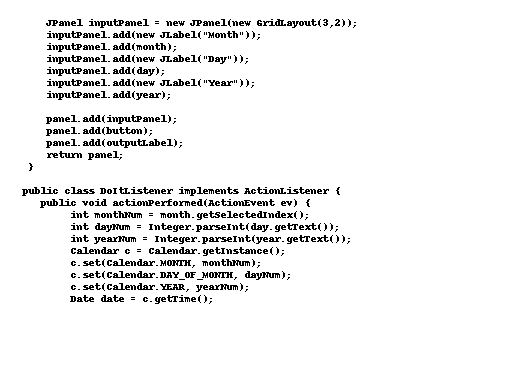 JPanel inputPanel = new JPanel(new GridLayout(3,2));
inputPanel.add(new JLabel("Month"));
inputPanel.add(month);
inputPanel.add(new JLabel("Day"));
inputPanel.add(day);
inputPanel.add(new JLabel("Year"));
inputPanel.add(year);
panel.add(inputPanel);
panel.add(button);
panel.add(outputLabel);
return panel;
}
public class DoItListener implements ActionListener {
public void actionPerformed(ActionEvent ev) {
int monthNum = month.getSelectedIndex();
int dayNum = Integer.parseInt(day.getText());
int yearNum = Integer.parseInt(year.getText());
Calendar c = Calendar.getInstance();
c.set(Calendar.MONTH, monthNum);
c.set(Calendar.DAY_OF_MONTH, dayNum);
c.set(Calendar.YEAR, yearNum);
Date date = c.getTime();